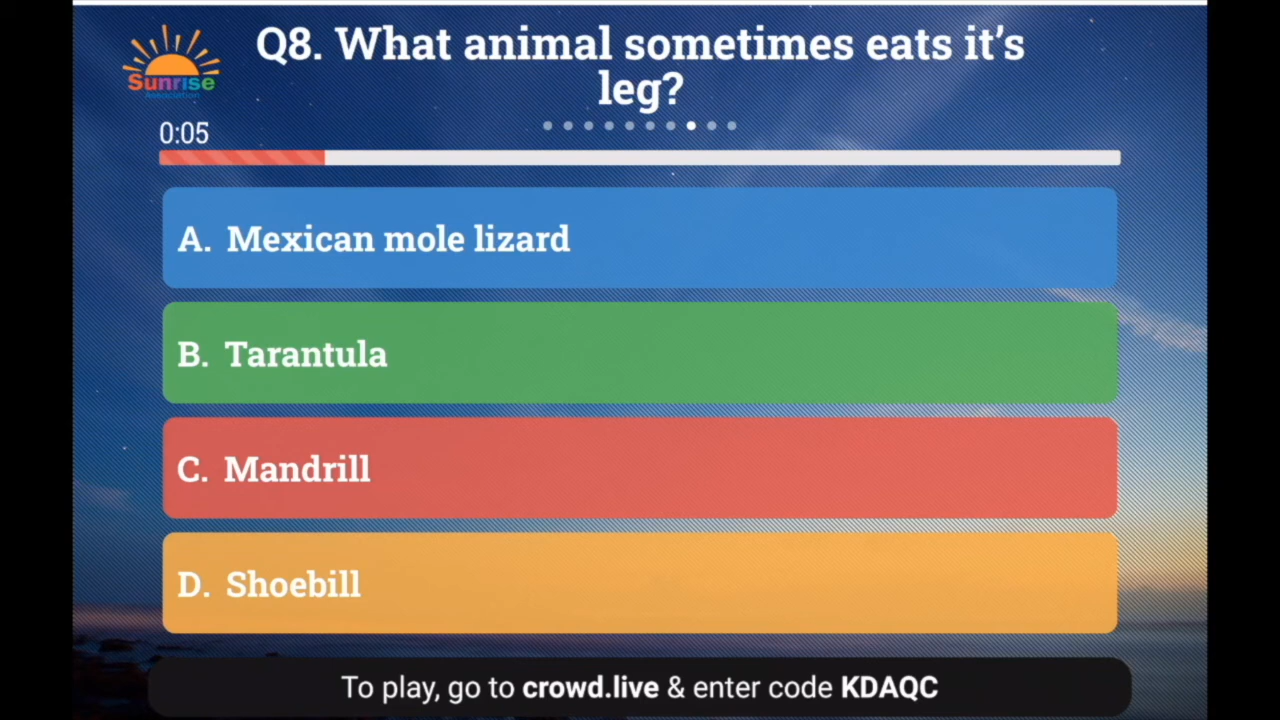 Q8. What animal sometimes eats it's
leg?
Sunrise
Association
0:05
A. Mexican mole lizard
B. Tarantula
C. Mandrill
D. Shoebill
To play, go to crowd.live & enter code KDAQC